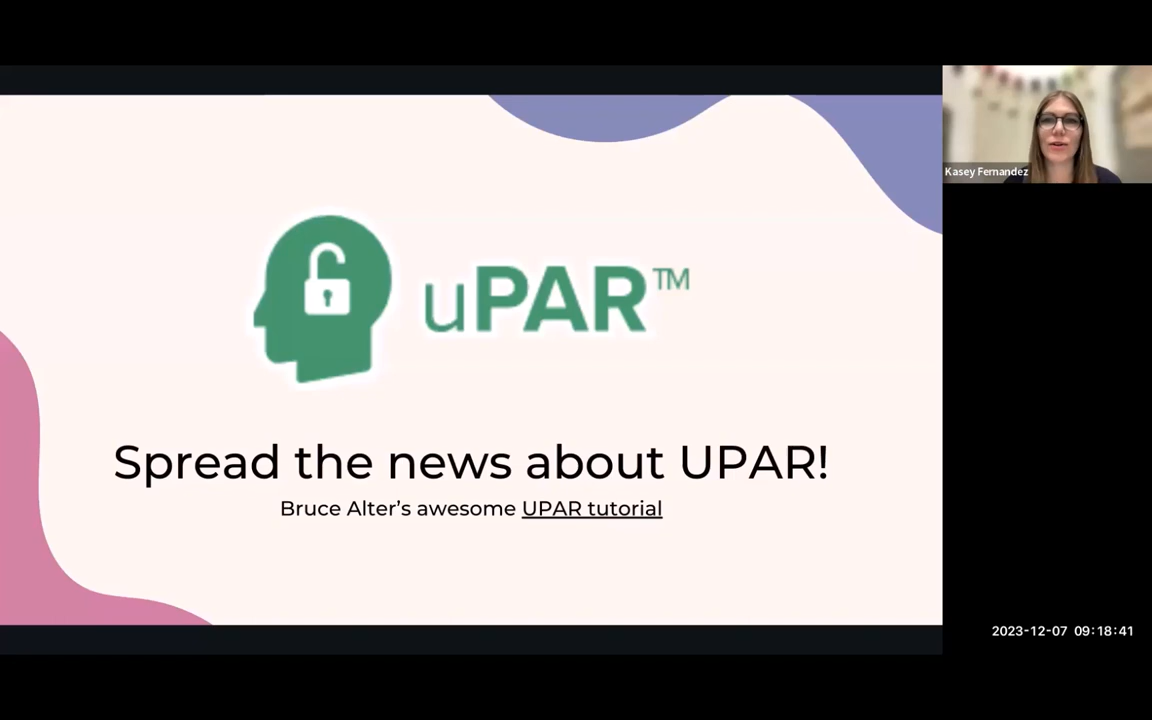 uPAR™
Spread the news about UPAR!
Bruce Alter's awesome UPAR tutorial
Kasey Fernandez
2023-12-07 09:18:41